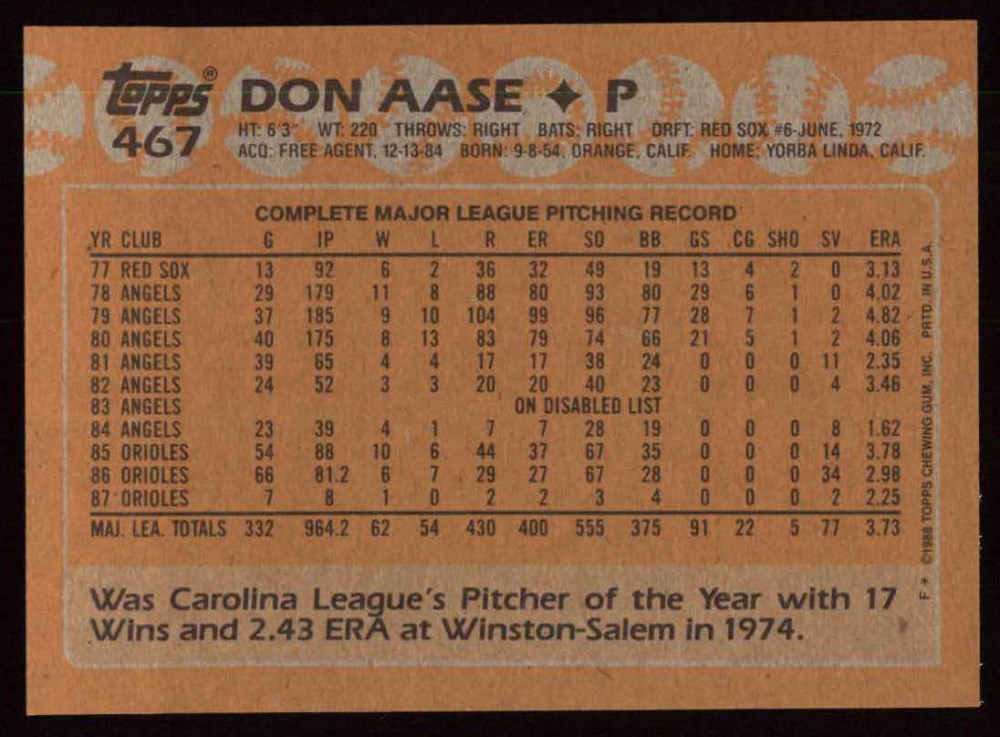 topps®
467
DON AASE ✦ P
HT: 6'3" WT: 220 THROWS: RIGHT BATS: RIGHT DRFT: RED SOX #6-JUNE, 1972
ACQ: FREE AGENT, 12-13-84 BORN: 9-8-54, ORANGE, CALIF. HOME: YORBA LINDA, CALIF.
COMPLETE MAJOR LEAGUE PITCHING RECORD
YR CLUB G IP W L R ER SO BB GS CG SHO SV ERA
77 RED SOX 13 92 6 2 36 32 49 19 13 4 2 0 3.13
78 ANGELS 29 179 11 8 88 80 93 80 29 6 1 0 4.02
79 ANGELS 37 185 9 10 104 99 96 77 28 7 1 2 4.82
80 ANGELS 40 175 8 13 83 79 74 66 21 5 1 2 4.06
81 ANGELS 39 65 4 4 17 17 38 24 0 0 0 11 2.35
82 ANGELS 24 52 3 3 20 20 40 23 0 0 0 4 3.46
83 ANGELS ON DISABLED LIST
84 ANGELS 23 39 4 1 7 7 28 19 0 0 0 8 1.62
85 ORIOLES 54 88 10 6 44 37 67 35 0 0 0 14 3.78
86 ORIOLES 66 81.2 6 7 29 27 67 28 0 0 0 34 2.98
87 ORIOLES 7 8 1 0 2 2 3 4 0 0 0 2 2.25
MAJ. LEA. TOTALS 332 964.2 62 54 430 400 555 375 91 22 5 77 3.73
Was Carolina League's Pitcher of the Year with 17
Wins and 2.43 ERA at Winston-Salem in 1974.
F* ©1988 TOPPS CHEWING GUM, INC. PRTD. IN U.S.A.